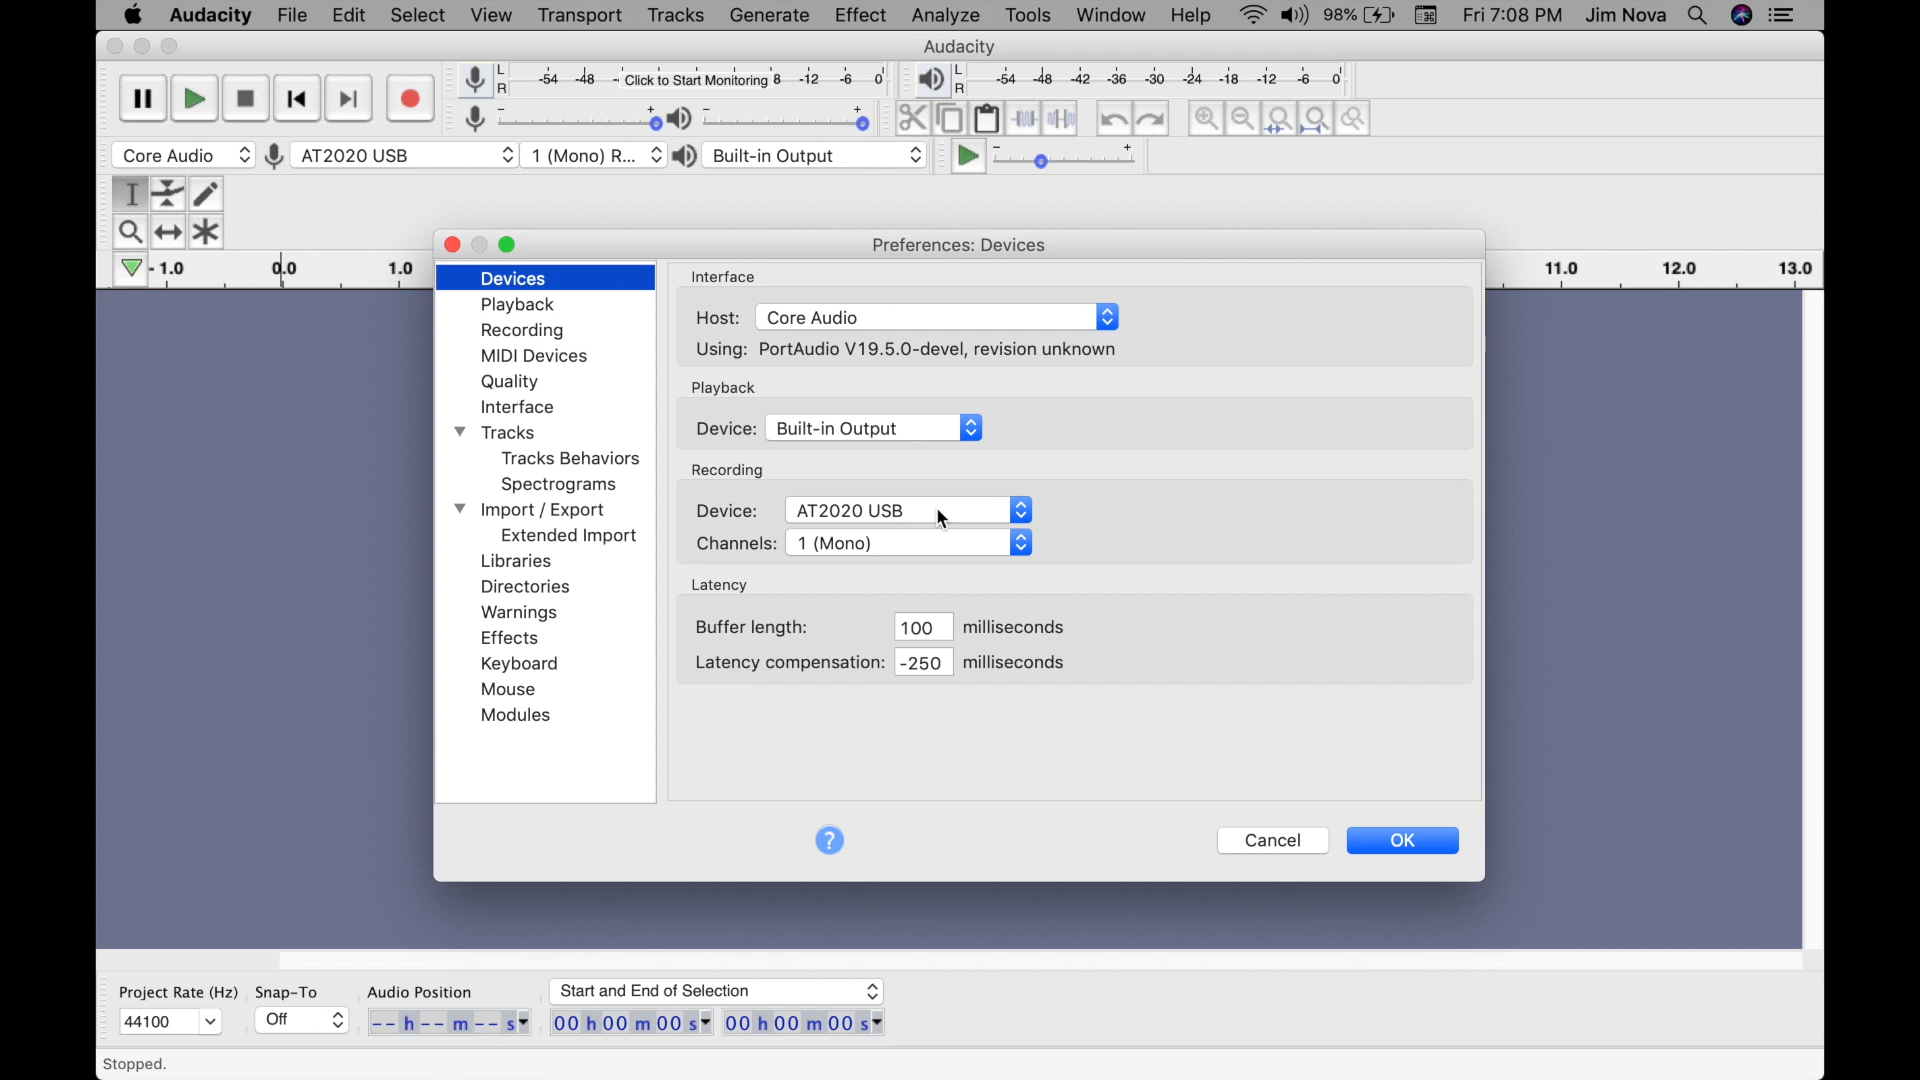 Audacity File Edit Select View Transport Tracks Generate Effect Analyze Tools Window Help 98% Fri 7:08 PM Jim Nova
Audacity
L R -54 -48 - Click to Start Monitoring 8 -12 -6 0
L R -54 -48 -42 -36 -30 -24 -18 -12 -6 0
- + - +
Core Audio AT2020 USB 1 (Mono) R... Built-in Output - +
- 1.0 0.0 1.0 11.0 12.0 13.0
Preferences: Devices
Devices
Playback
Recording
MIDI Devices
Quality
Interface
Tracks
Tracks Behaviors
Spectrograms
Import / Export
Extended Import
Libraries
Directories
Warnings
Effects
Keyboard
Mouse
Modules
Interface
Host: Core Audio
Using: PortAudio V19.5.0-devel, revision unknown
Playback
Device: Built-in Output
Recording
Device: AT2020 USB
Channels: 1 (Mono)
Latency
Buffer length: 100 milliseconds
Latency compensation: -250 milliseconds
? Cancel OK
Project Rate (Hz) Snap-To Audio Position Start and End of Selection
44100 Off -- h -- m -- s 00 h 00 m 00 s 00 h 00 m 00 s
Stopped.